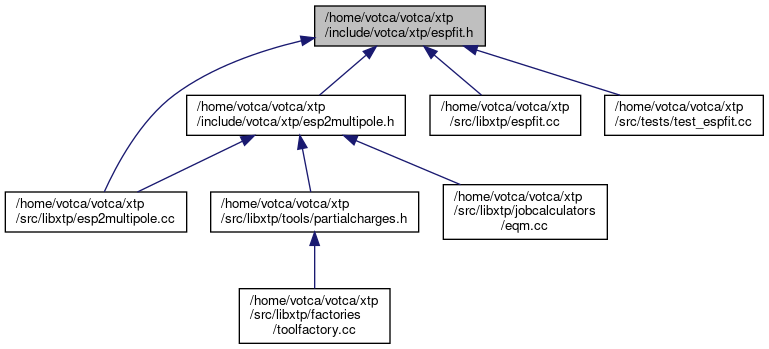 /home/votca/votca/xtp
/include/votca/xtp/espfit.h
/home/votca/votca/xtp
/include/votca/xtp/esp2multipole.h
/home/votca/votca/xtp
/src/libxtp/espfit.cc
/home/votca/votca/xtp
/src/tests/test_espfit.cc
/home/votca/votca/xtp
/src/libxtp/esp2multipole.cc
/home/votca/votca/xtp
/src/libxtp/tools/partialcharges.h
/home/votca/votca/xtp
/src/libxtp/jobcalculators
/eqm.cc
/home/votca/votca/xtp
/src/libxtp/factories
/toolfactory.cc